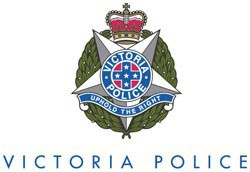 VICTORIA
POLICE
UPHOLD THE RIGHT
VICTORIA POLICE